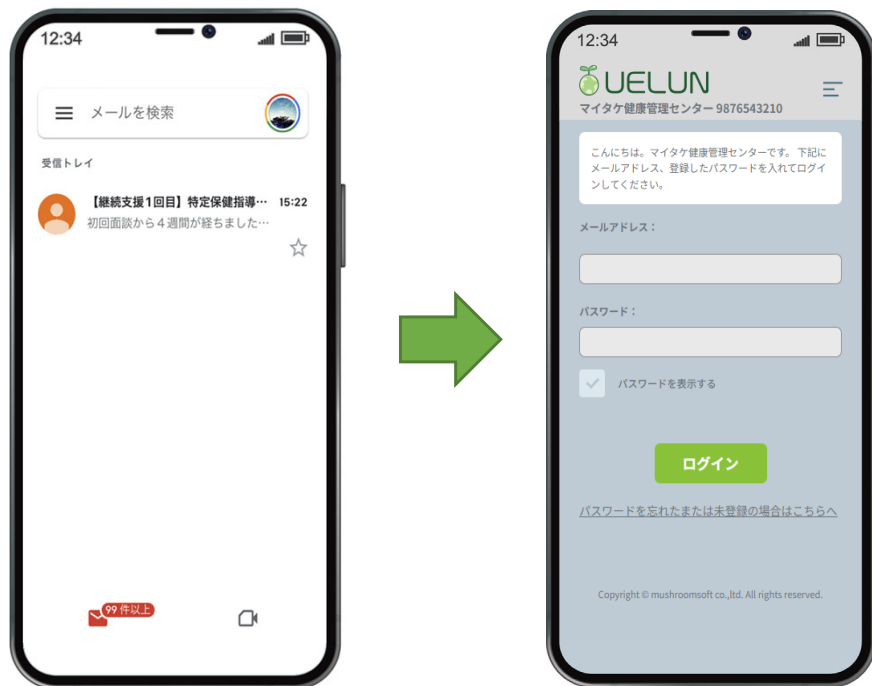 12:34
メールを検索
受信トレイ
【継続支援1回目】特定保健指導… 15:22
初回面談から４週間が経ちました…
99 件以上
12:34
UELUN
マイタケ健康管理センター 9876543210
こんにちは。マイタケ健康管理センターです。 下記に
メールアドレス、登録したパスワードを入れてログイ
ンしてください。
メールアドレス：
パスワード：
パスワードを表示する
ログイン
パスワードを忘れたまたは未登録の場合はこちらへ
Copyright © mushroomsoft co.,ltd. All rights reserved.